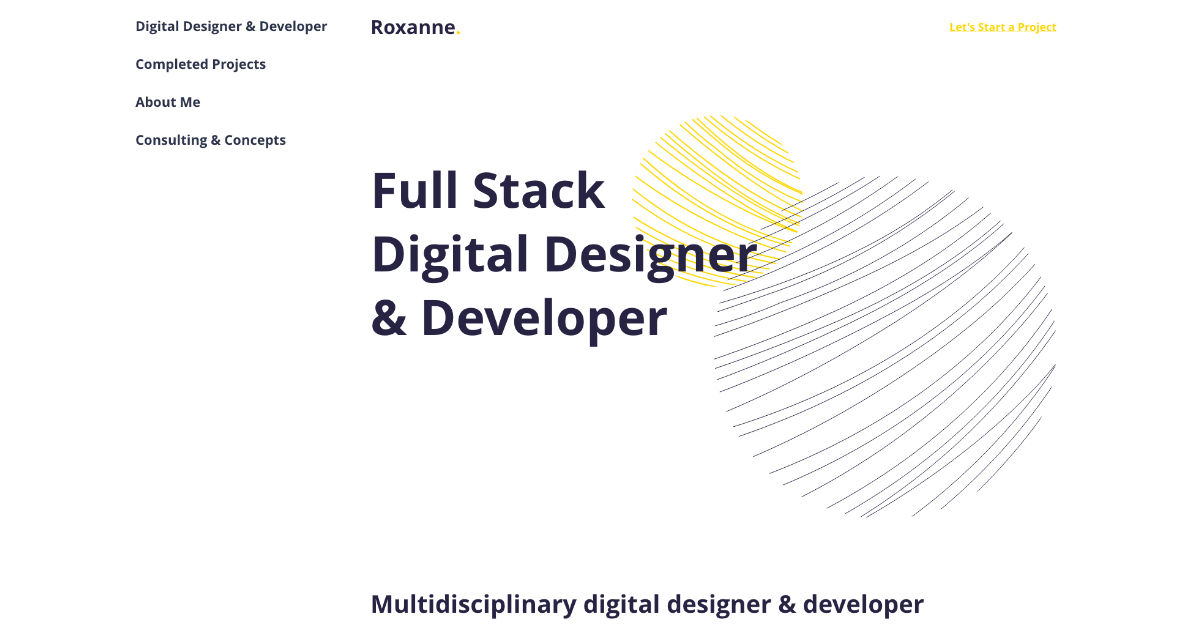 Digital Designer & Developer
Completed Projects
About Me
Consulting & Concepts
Roxanne.
Let's Start a Project
Full Stack
Digital Designer
& Developer
Multidisciplinary digital designer & developer